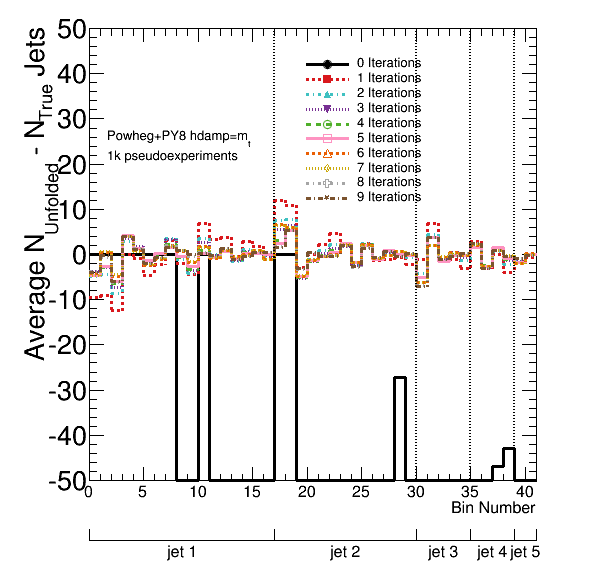 Average N_Unfolded - N_True Jets
50
40
30
20
10
0
-10
-20
-30
-40
-50
Powheg+PY8 hdamp=m_t
1k pseudoexperiments
0 Iterations
1 Iterations
2 Iterations
3 Iterations
4 Iterations
5 Iterations
6 Iterations
7 Iterations
8 Iterations
9 Iterations
0 5 10 15 20 25 30 35 40
Bin Number
jet 1 jet 2 jet 3 jet 4 jet 5